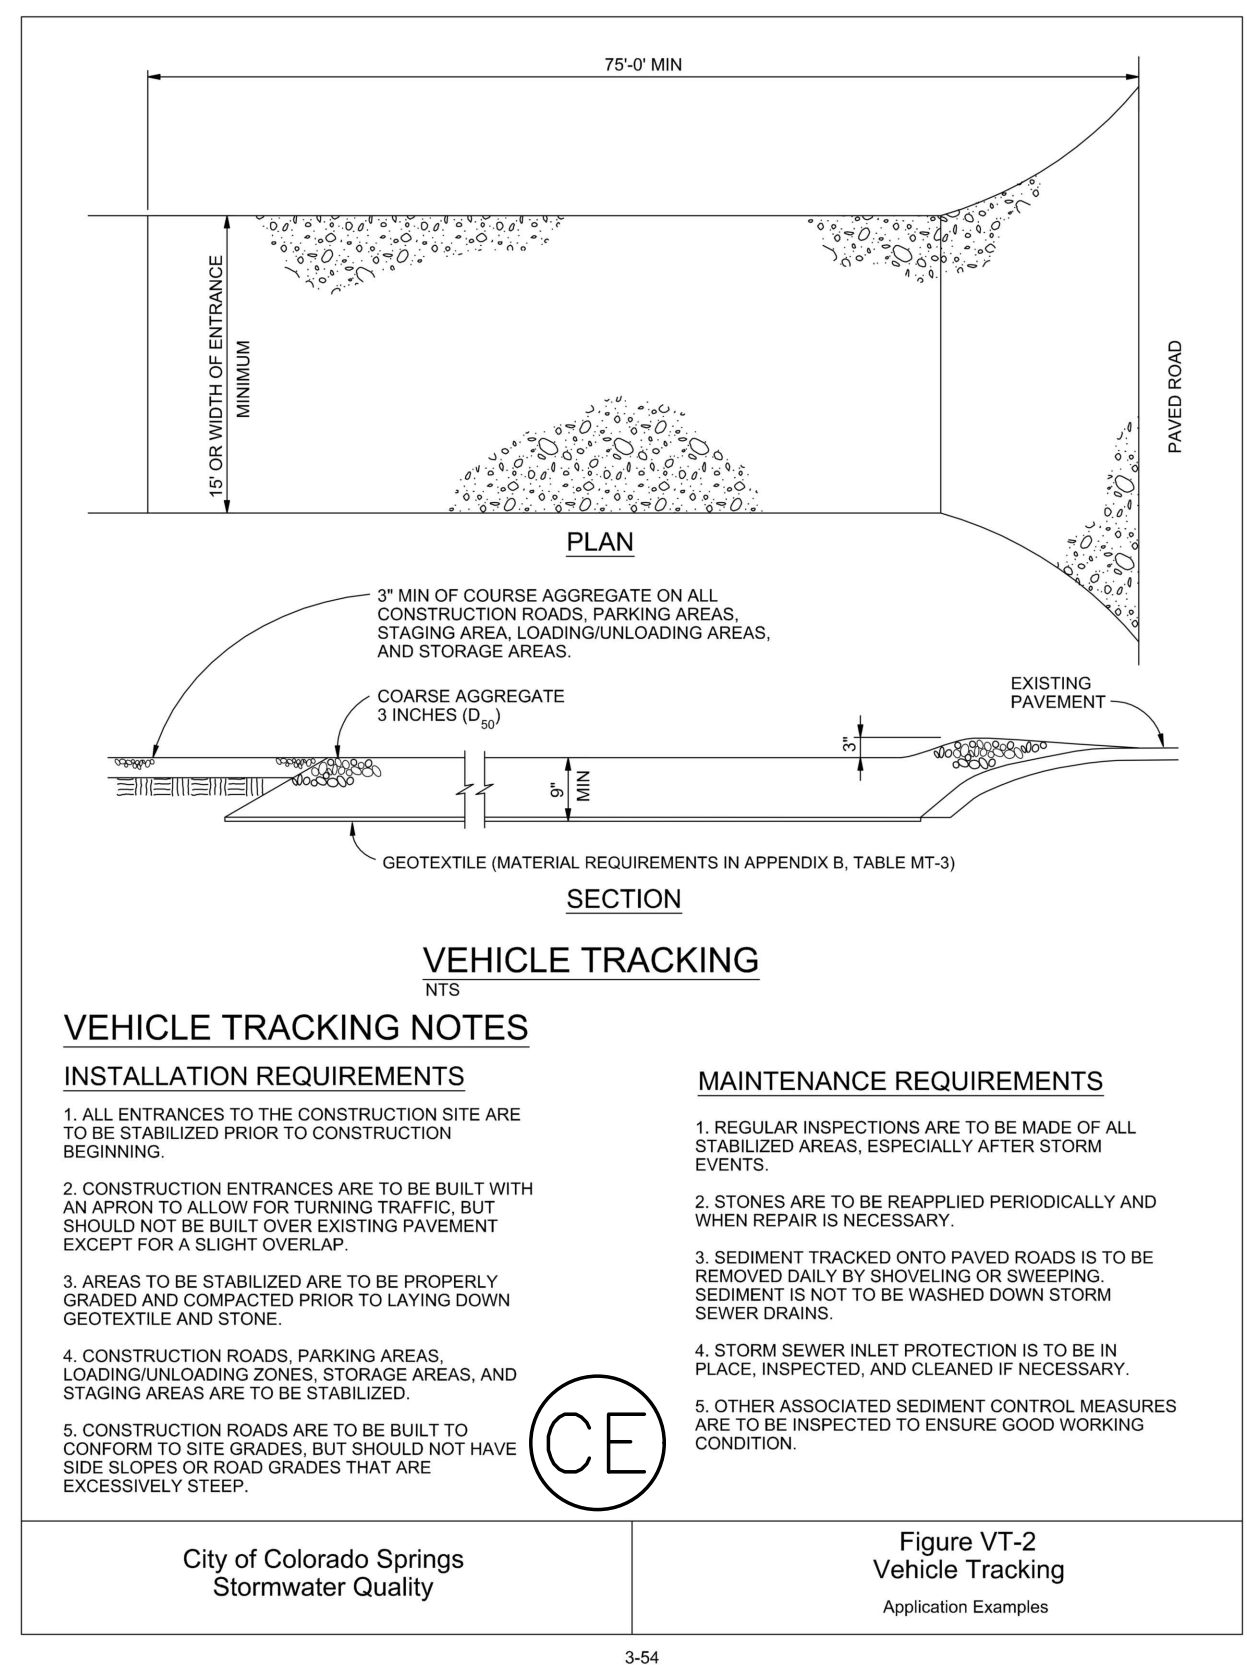 75'-0' MIN
15' OR WIDTH OF ENTRANCE
MINIMUM
PAVED ROAD
PLAN
3" MIN OF COURSE AGGREGATE ON ALL
CONSTRUCTION ROADS, PARKING AREAS,
STAGING AREA, LOADING/UNLOADING AREAS,
AND STORAGE AREAS.
COARSE AGGREGATE
3 INCHES (D50)
EXISTING
PAVEMENT
3"
9"
MIN
GEOTEXTILE (MATERIAL REQUIREMENTS IN APPENDIX B, TABLE MT-3)
SECTION
VEHICLE TRACKING
NTS
VEHICLE TRACKING NOTES
INSTALLATION REQUIREMENTS
1. ALL ENTRANCES TO THE CONSTRUCTION SITE ARE
TO BE STABILIZED PRIOR TO CONSTRUCTION
BEGINNING.
2. CONSTRUCTION ENTRANCES ARE TO BE BUILT WITH
AN APRON TO ALLOW FOR TURNING TRAFFIC, BUT
SHOULD NOT BE BUILT OVER EXISTING PAVEMENT
EXCEPT FOR A SLIGHT OVERLAP.
3. AREAS TO BE STABILIZED ARE TO BE PROPERLY
GRADED AND COMPACTED PRIOR TO LAYING DOWN
GEOTEXTILE AND STONE.
4. CONSTRUCTION ROADS, PARKING AREAS,
LOADING/UNLOADING ZONES, STORAGE AREAS, AND
STAGING AREAS ARE TO BE STABILIZED.
5. CONSTRUCTION ROADS ARE TO BE BUILT TO
CONFORM TO SITE GRADES, BUT SHOULD NOT HAVE
SIDE SLOPES OR ROAD GRADES THAT ARE
EXCESSIVELY STEEP.
CE
MAINTENANCE REQUIREMENTS
1. REGULAR INSPECTIONS ARE TO BE MADE OF ALL
STABILIZED AREAS, ESPECIALLY AFTER STORM
EVENTS.
2. STONES ARE TO BE REAPPLIED PERIODICALLY AND
WHEN REPAIR IS NECESSARY.
3. SEDIMENT TRACKED ONTO PAVED ROADS IS TO BE
REMOVED DAILY BY SHOVELING OR SWEEPING.
SEDIMENT IS NOT TO BE WASHED DOWN STORM
SEWER DRAINS.
4. STORM SEWER INLET PROTECTION IS TO BE IN
PLACE, INSPECTED, AND CLEANED IF NECESSARY.
5. OTHER ASSOCIATED SEDIMENT CONTROL MEASURES
ARE TO BE INSPECTED TO ENSURE GOOD WORKING
CONDITION.
City of Colorado Springs
Stormwater Quality
Figure VT-2
Vehicle Tracking
Application Examples
3-54